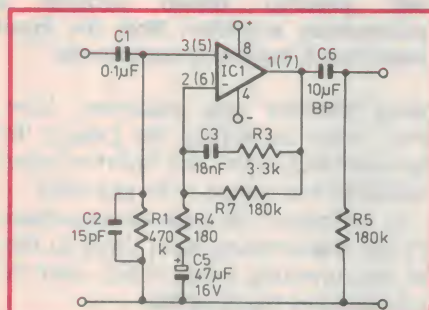 C1
0·1µF
3(5)
+
8
+
IC1
1(7)
C6
10µF
BP
2(6)
−
4
−
C3
18nF
R3
3·3k
R7
180k
C2
15pF
R1
470
k
R4
180
+
C5
47µF
16V
R5
180k